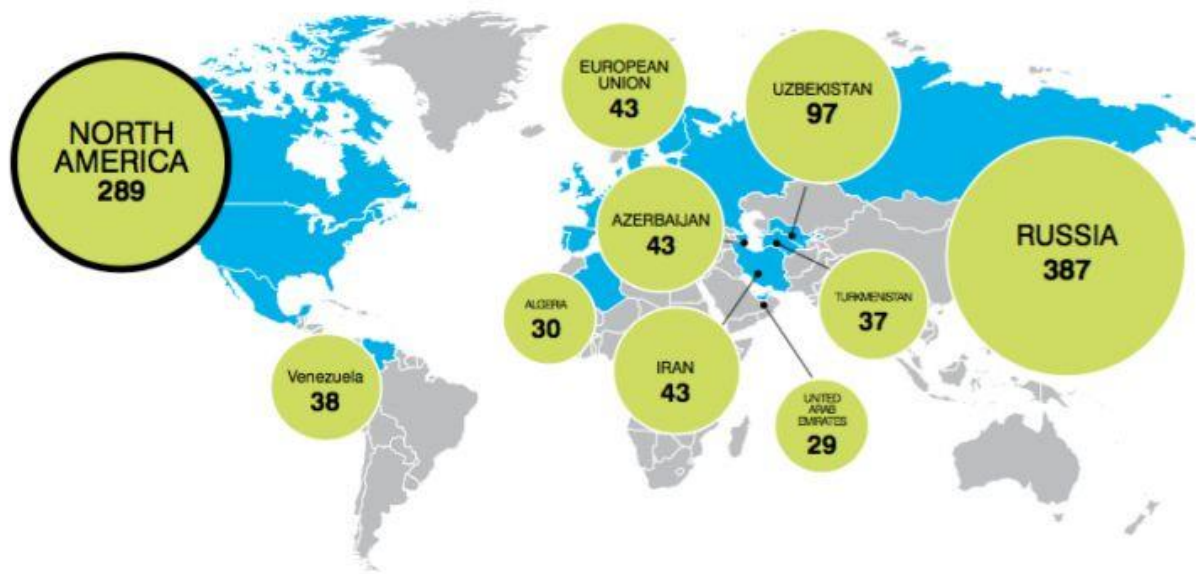 NORTH
AMERICA
289
EUROPEAN
UNION
43
UZBEKISTAN
97
AZERBAIJAN
43
RUSSIA
387
ALGERIA
30
TURKMENISTAN
37
Venezuela
38
IRAN
43
UNITED
ARAB
EMIRATES
29